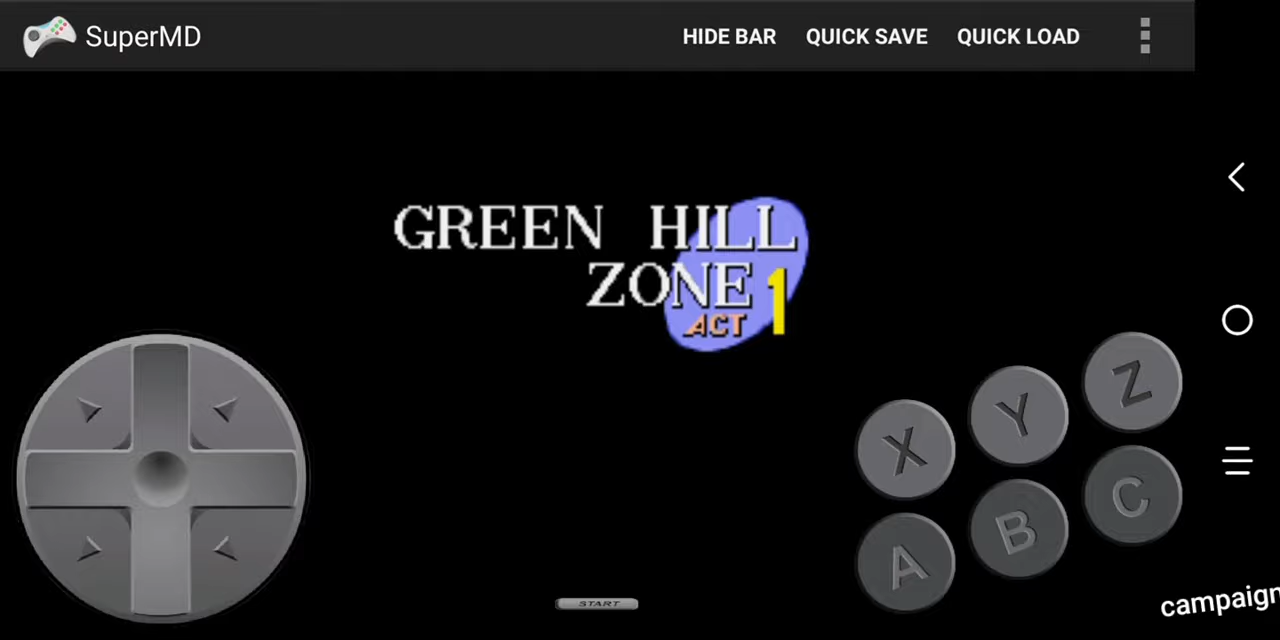 SuperMD
HIDE BAR QUICK SAVE QUICK LOAD
GREEN HILL
ZONE 1
ACT
X Y Z
A B C
START
campaign